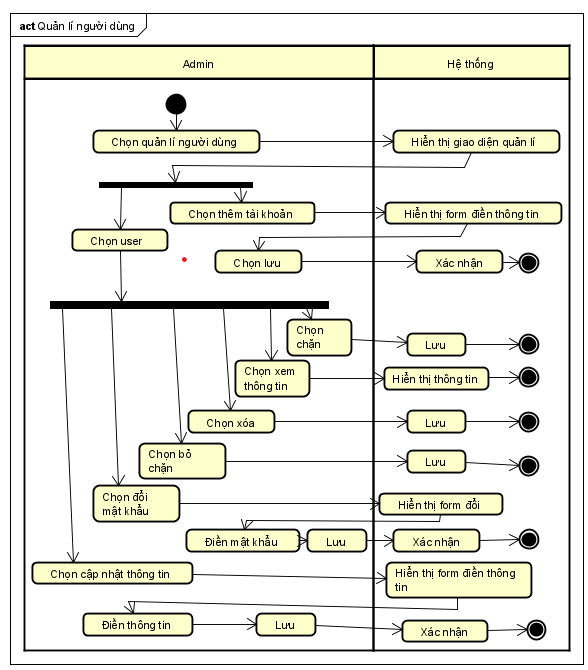 act Quản lí người dùng
Admin
Hệ thống
Chọn quản lí người dùng
Hiển thị giao diện quản lí
Chọn thêm tài khoản
Hiển thị form điền thông tin
Chọn user
Chọn lưu
Xác nhận
Chọn
chặn
Lưu
Chọn xem
thông tin
Hiển thị thông tin
Chọn xóa
Lưu
Chọn bỏ
chặn
Lưu
Chọn đổi
mật khẩu
Hiển thị form đổi
Điền mật khẩu
Lưu
Xác nhận
Chọn cập nhật thông tin
Hiển thị form điền thông
tin
Điền thông tin
Lưu
Xác nhận